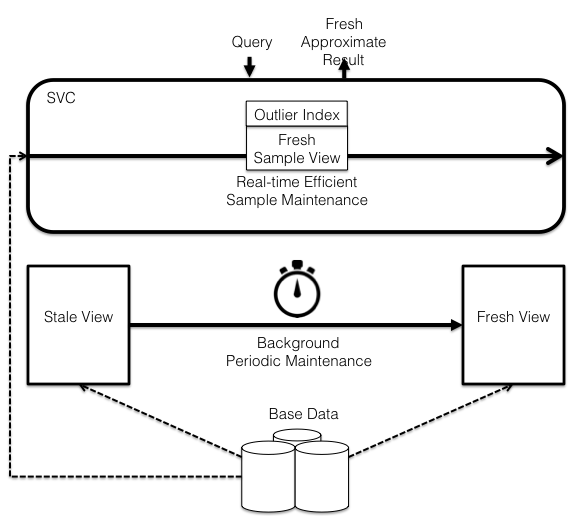 Query
Fresh
Approximate
Result
SVC
Outlier Index
Fresh
Sample View
Real-time Efficient
Sample Maintenance
Stale View
Fresh View
Background
Periodic Maintenance
Base Data